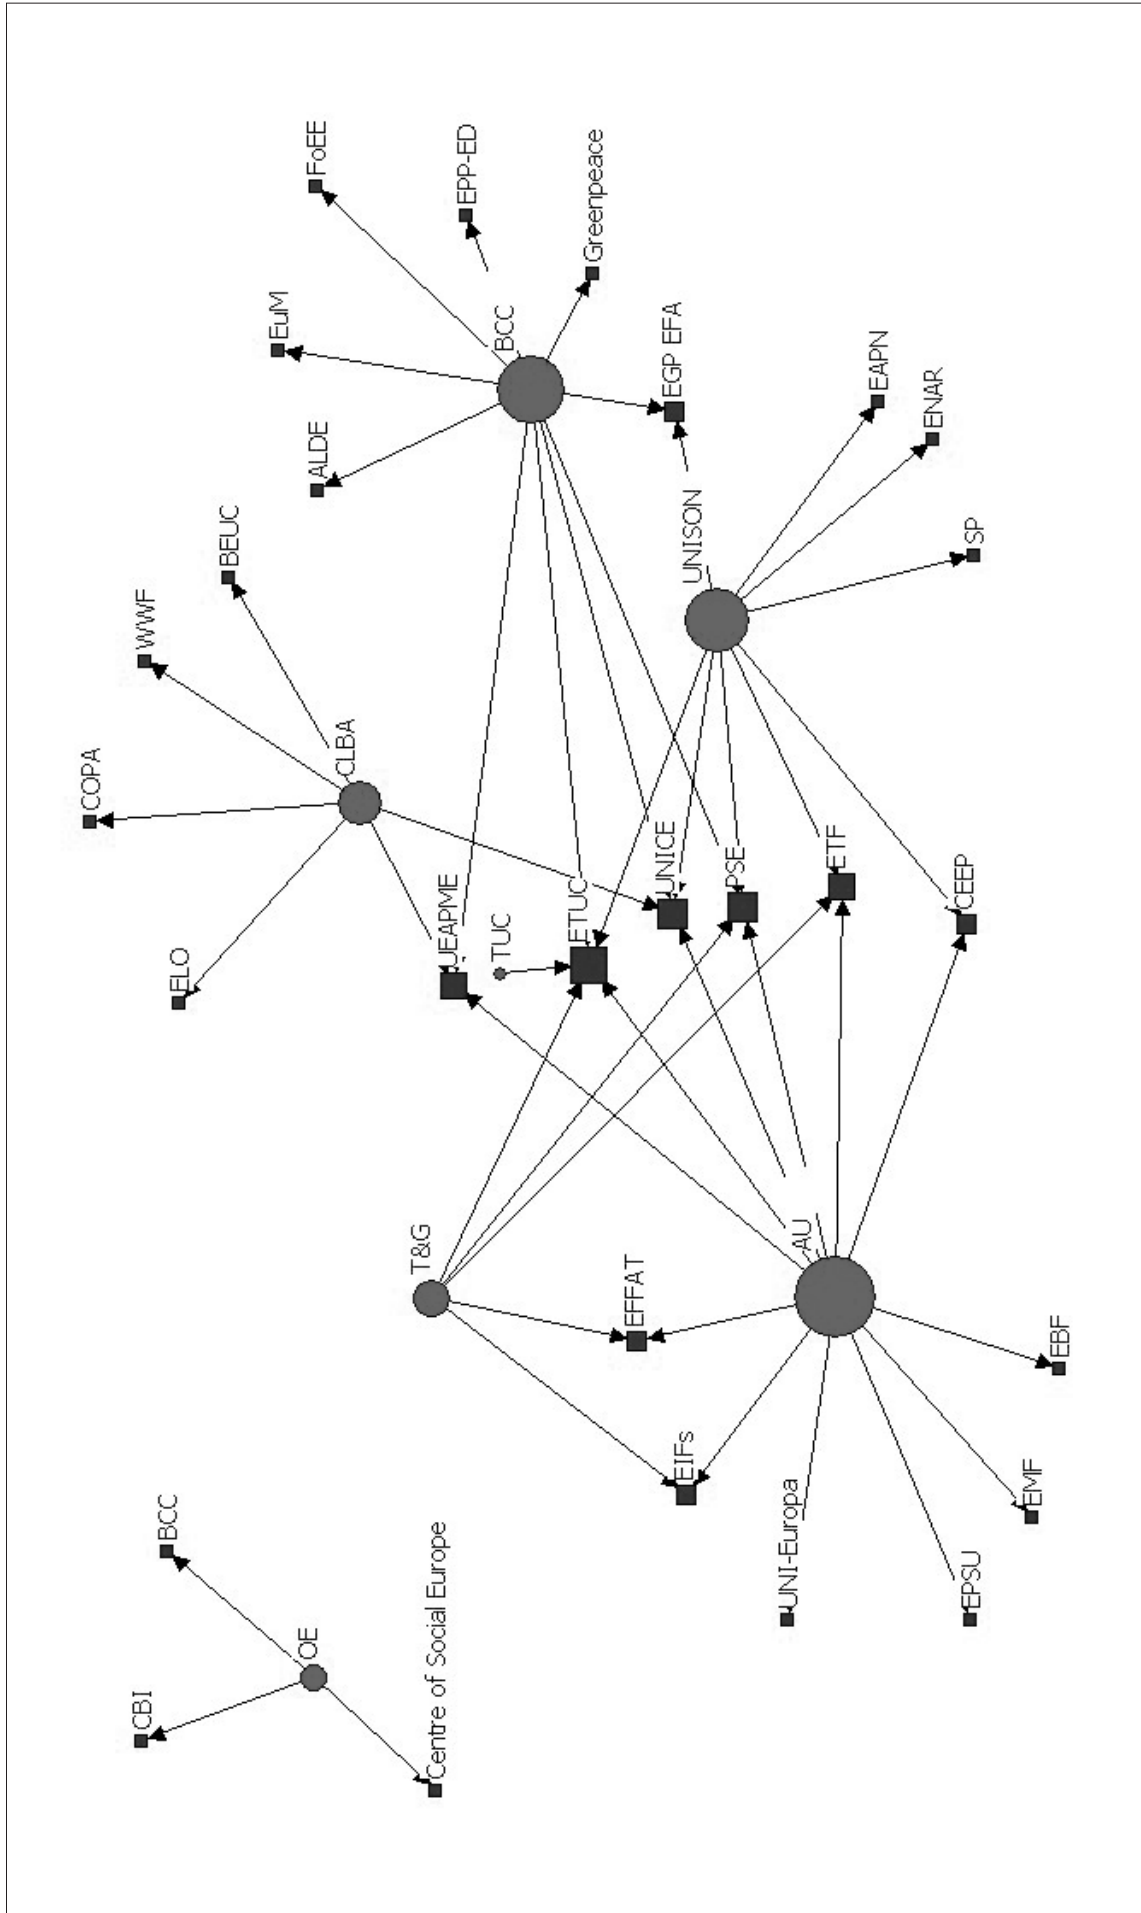 FoEE
EPP-ED
Greenpeace
EuM
BCC
EGP EFA
ALDE
EAPN
ENAR
BEUC
UNISON
SP
WWF
CLBA
COPA
UNICE
PSE
ETF
UEAPME
ETUC
CEEP
TUC
ELO
T&G
AU
EFFAT
EBF
EIFs
EMF
UNI-Europa
EPSU
BCC
OE
CBI
Centre of Social Europe